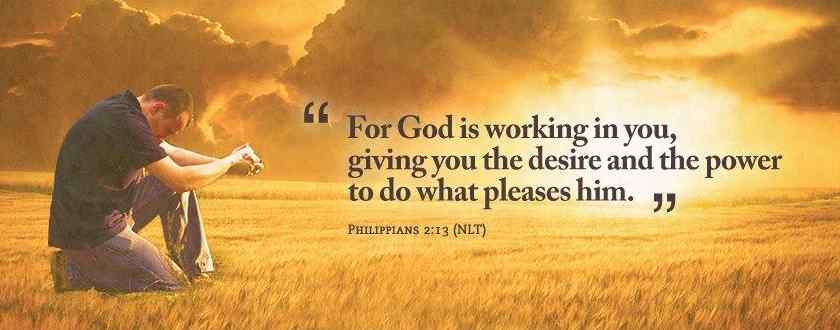 “ For God is working in you,
giving you the desire and the power
to do what pleases him. ”
Philippians 2:13 (NLT)